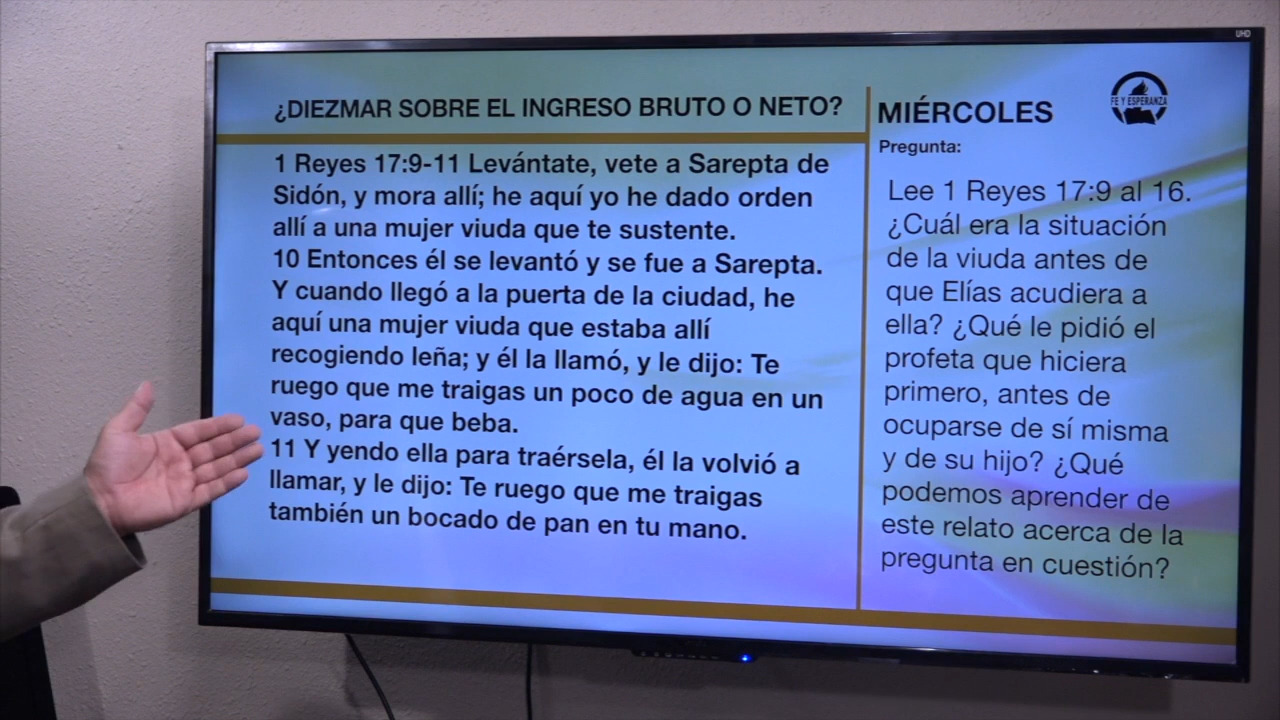 UHD
¿DIEZMAR SOBRE EL INGRESO BRUTO O NETO?
1 Reyes 17:9-11 Levántate, vete a Sarepta de
Sidón, y mora allí; he aquí yo he dado orden
allí a una mujer viuda que te sustente.
10 Entonces él se levantó y se fue a Sarepta.
Y cuando llegó a la puerta de la ciudad, he
aquí una mujer viuda que estaba allí
recogiendo leña; y él la llamó, y le dijo: Te
ruego que me traigas un poco de agua en un
vaso, para que beba.
11 Y yendo ella para traérsela, él la volvió a
llamar, y le dijo: Te ruego que me traigas
también un bocado de pan en tu mano.
MIÉRCOLES
FE Y ESPERANZA
Pregunta:
Lee 1 Reyes 17:9 al 16.
¿Cuál era la situación
de la viuda antes de
que Elías acudiera a
ella? ¿Qué le pidió el
profeta que hiciera
primero, antes de
ocuparse de sí misma
y de su hijo? ¿Qué
podemos aprender de
este relato acerca de la
pregunta en cuestión?